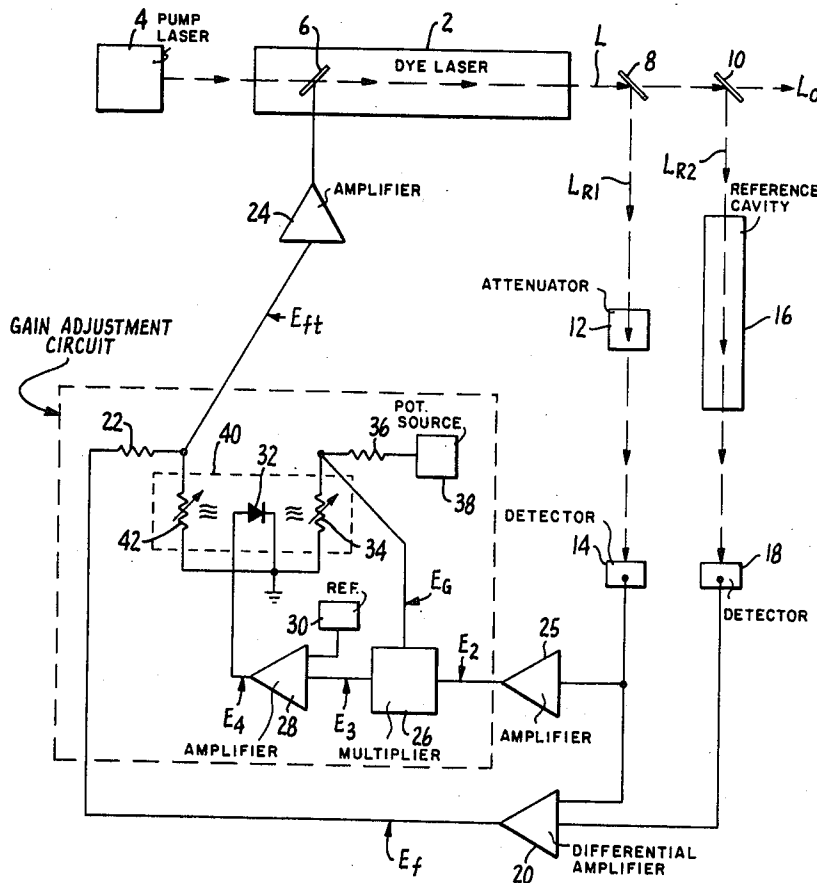 4
PUMP
LASER
6
2
DYE LASER
L
8
10
Lo
LR1
LR2
REFERENCE
CAVITY
24
AMPLIFIER
ATTENUATOR
12
16
Eft
GAIN ADJUSTMENT
CIRCUIT
22
40
32
36
POT.
SOURCE
38
42
34
DETECTOR
14
18
DETECTOR
REF.
30
EG
E2
25
E4
28
E3
26
AMPLIFIER
MULTIPLIER
AMPLIFIER
Ef
20
DIFFERENTIAL
AMPLIFIER